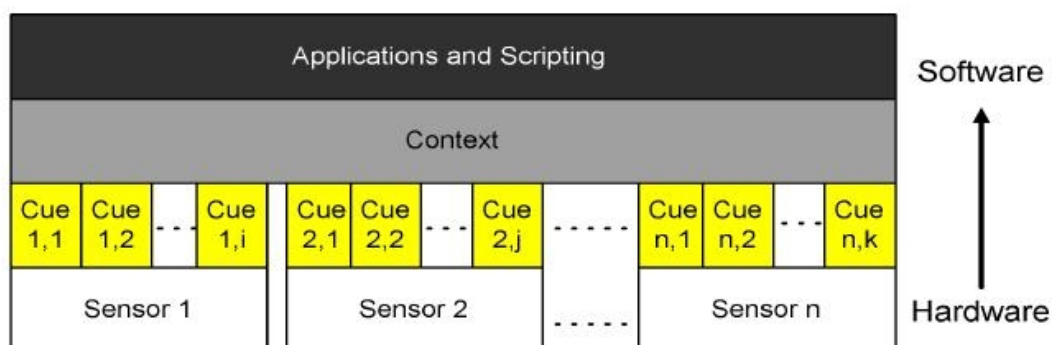 Applications and Scripting
Software
Context
Cue 1,1
Cue 1,2
Cue 1,i
Cue 2,1
Cue 2,2
Cue 2,j
Cue n,1
Cue n,2
Cue n,k
Sensor 1
Sensor 2
Sensor n
Hardware